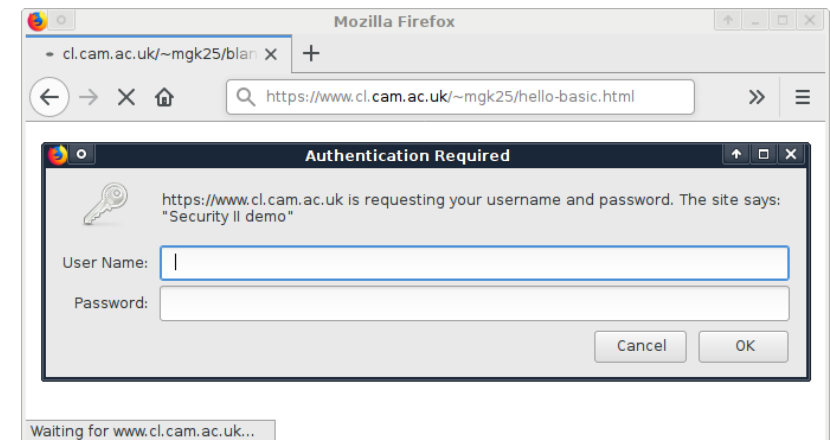 Mozilla Firefox
cl.cam.ac.uk/~mgk25/blan
https://www.cl.cam.ac.uk/~mgk25/hello-basic.html
Authentication Required
https://www.cl.cam.ac.uk is requesting your username and password. The site says:
"Security II demo"
User Name:
Password:
Cancel OK
Waiting for www.cl.cam.ac.uk...